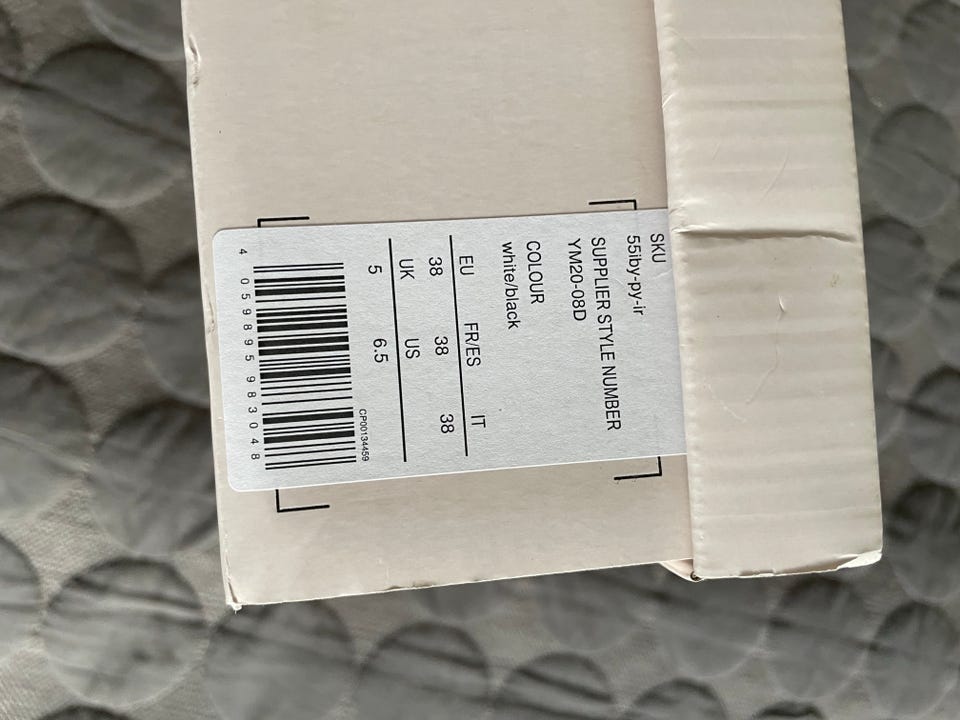 SKU
55iby-py-ir
SUPPLIER STYLE NUMBER
YM20-08D
COLOUR
white/black
EU FR/ES IT
38 38 38
UK US
5 6.5
CP00134459
4 059895 983048